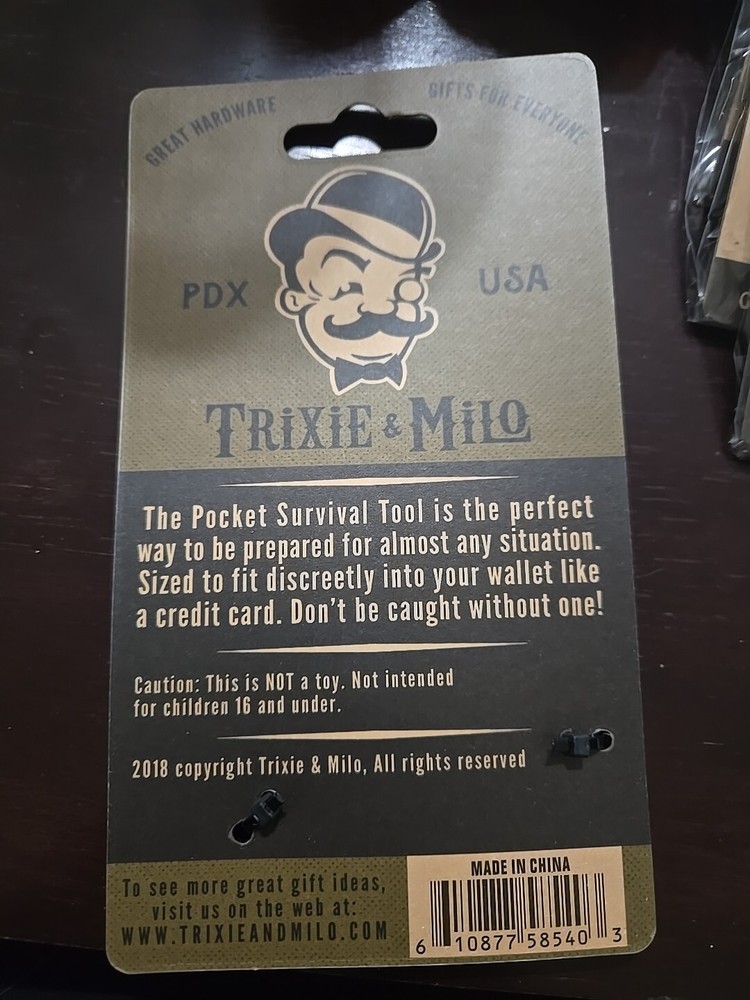 GREAT HARDWARE
GIFTS FOR EVERYONE
PDX
USA
TRIXIE & MILO
The Pocket Survival Tool is the perfect
way to be prepared for almost any situation.
Sized to fit discreetly into your wallet like
a credit card. Don't be caught without one!
Caution: This is NOT a toy. Not intended
for children 16 and under.
2018 copyright Trixie & Milo, All rights reserved
To see more great gift ideas,
visit us on the web at:
WWW.TRIXIEANDMILO.COM
MADE IN CHINA
6 10877 58540 3